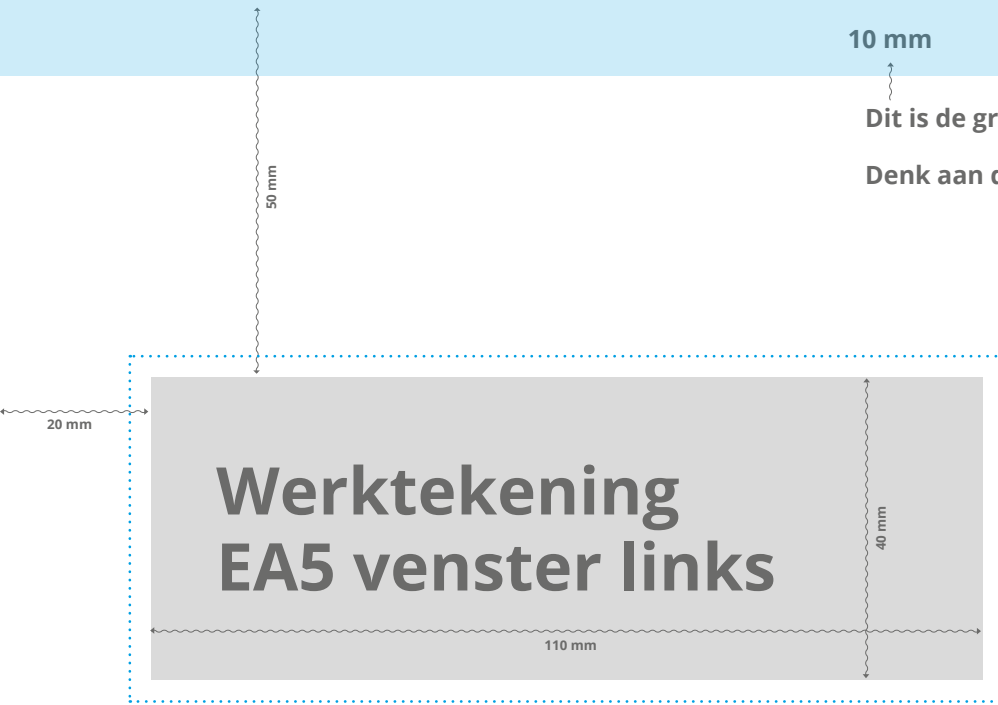 10 mm
Dit is de
Denk aan
50 mm
20 mm
Werktekening
EA5 venster links
40 mm
110 mm